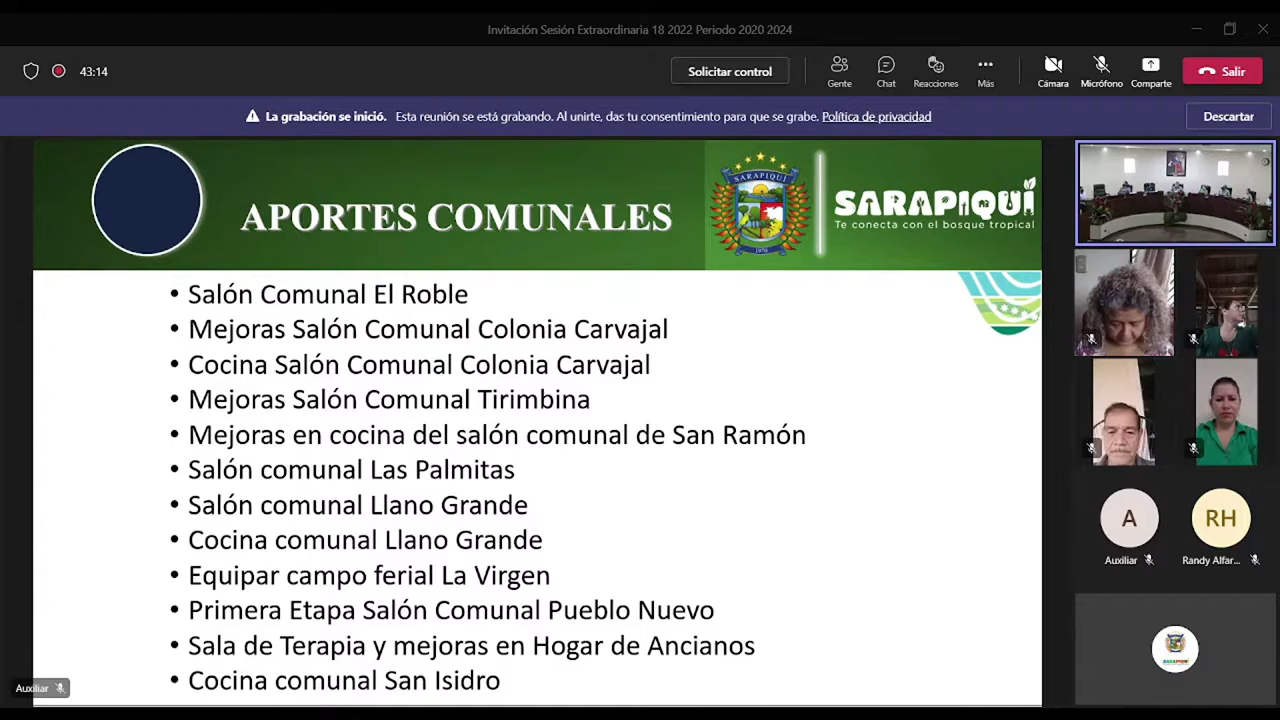 Invitación Sesión Extraordinaria 18 2022 Periodo 2020 2024
43:14
Solicitar control
Gente
Chat
Reacciones
Más
Cámara
Micrófono
Comparte
Salir
La grabación se inició. Esta reunión se está grabando. Al unirte, das tu consentimiento para que se grabe. Política de privacidad
Descartar
APORTES COMUNALES
SARAPIQUÍ
1970
SARAPIQUÍ
Te conecta con el bosque tropical
• Salón Comunal El Roble
• Mejoras Salón Comunal Colonia Carvajal
• Cocina Salón Comunal Colonia Carvajal
• Mejoras Salón Comunal Tirimbina
• Mejoras en cocina del salón comunal de San Ramón
• Salón comunal Las Palmitas
• Salón comunal Llano Grande
• Cocina comunal Llano Grande
• Equipar campo ferial La Virgen
• Primera Etapa Salón Comunal Pueblo Nuevo
• Sala de Terapia y mejoras en Hogar de Ancianos
• Cocina comunal San Isidro
Auxiliar
A
RH
Auxiliar
Randy Alfar...
SARAPIQUÍ